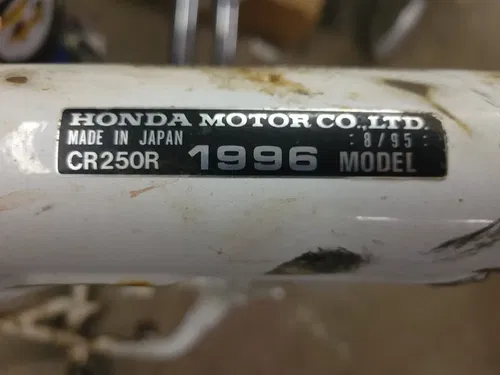 HONDA MOTOR CO.,LTD.
MADE IN JAPAN : 8/95 :
CR250R 1996 MODEL